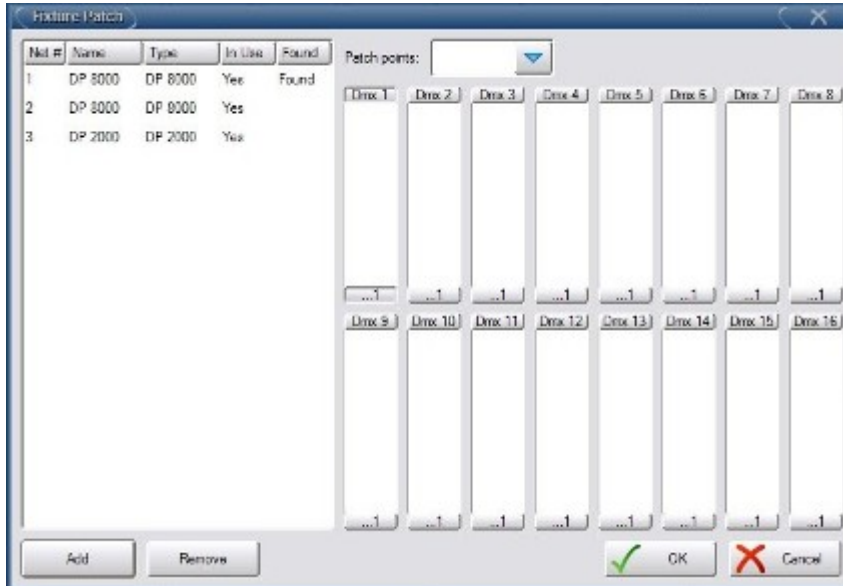 Fixture Patch
Net # Name Type In Use Found
1 DP 8000 DP 8000 Yes Found
2 DP 8000 DP 8000 Yes
3 DP 2000 DP 2000 Yes
Patch points:
Dmx 1 Dmx 2 Dmx 3 Dmx 4 Dmx 5 Dmx 6 Dmx 7 Dmx 8
...1 ...1 ...1 ...1 ...1 ...1 ...1 ...1
Dmx 9 Dmx 10 Dmx 11 Dmx 12 Dmx 13 Dmx 14 Dmx 15 Dmx 16
...1 ...1 ...1 ...1 ...1 ...1 ...1 ...1
Add Remove OK Cancel